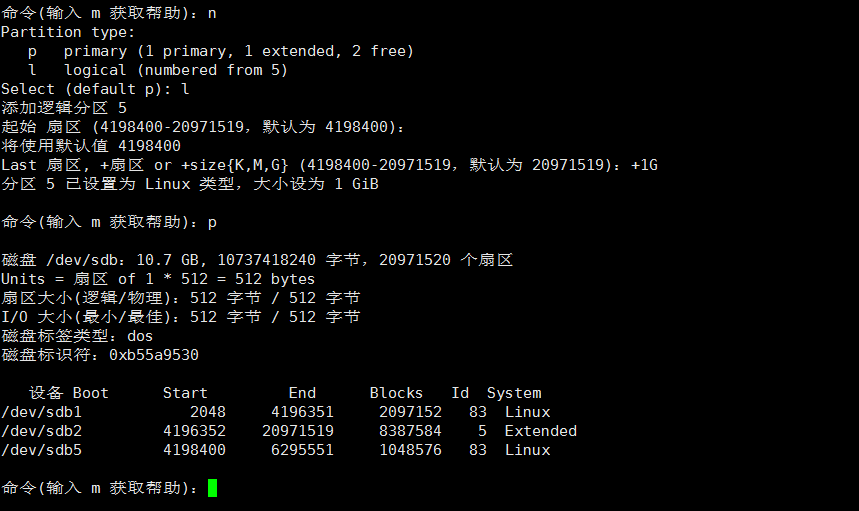 命令(输入 m 获取帮助)：n
Partition type:
   p   primary (1 primary, 1 extended, 2 free)
   l   logical (numbered from 5)
Select (default p): l
添加逻辑分区 5
起始 扇区 (4198400-20971519，默认为 4198400)：
将使用默认值 4198400
Last 扇区, +扇区 or +size{K,M,G} (4198400-20971519，默认为 20971519)：+1G
分区 5 已设置为 Linux 类型，大小设为 1 GiB
命令(输入 m 获取帮助)：p
磁盘 /dev/sdb：10.7 GB, 10737418240 字节，20971520 个扇区
Units = 扇区 of 1 * 512 = 512 bytes
扇区大小(逻辑/物理)：512 字节 / 512 字节
I/O 大小(最小/最佳)：512 字节 / 512 字节
磁盘标签类型：dos
磁盘标识符：0xb55a9530
   设备 Boot      Start         End      Blocks   Id  System
/dev/sdb1            2048     4196351     2097152   83  Linux
/dev/sdb2         4196352    20971519     8387584    5  Extended
/dev/sdb5         4198400     6295551     1048576   83  Linux
命令(输入 m 获取帮助)：